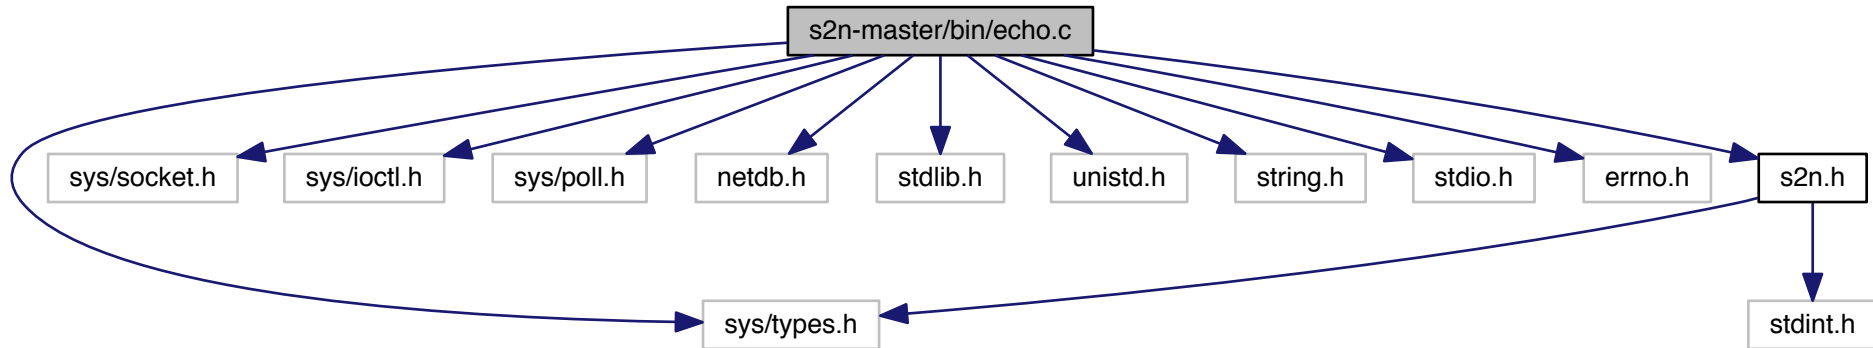 s2n-master/bin/echo.c
sys/socket.h
sys/ioctl.h
sys/poll.h
netdb.h
stdlib.h
unistd.h
string.h
stdio.h
errno.h
s2n.h
sys/types.h
stdint.h